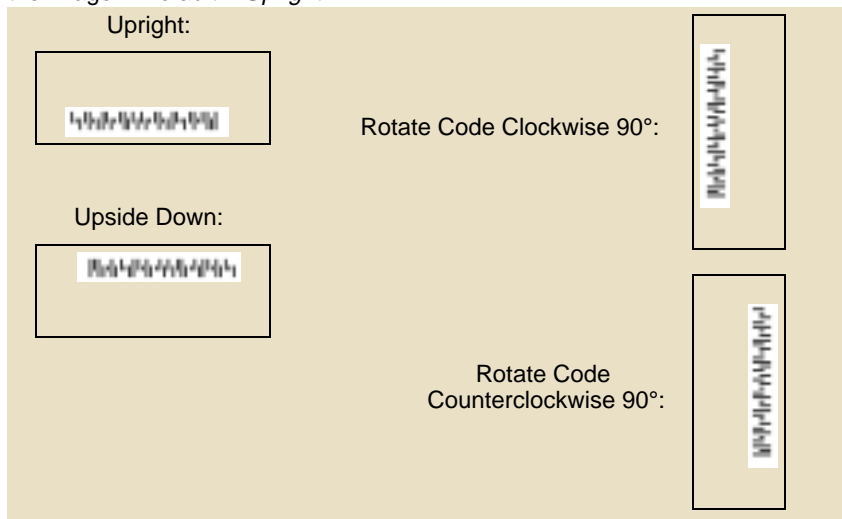 Upright:
Rotate Code Clockwise 90°:
Upside Down:
Rotate Code
Counterclockwise 90°: